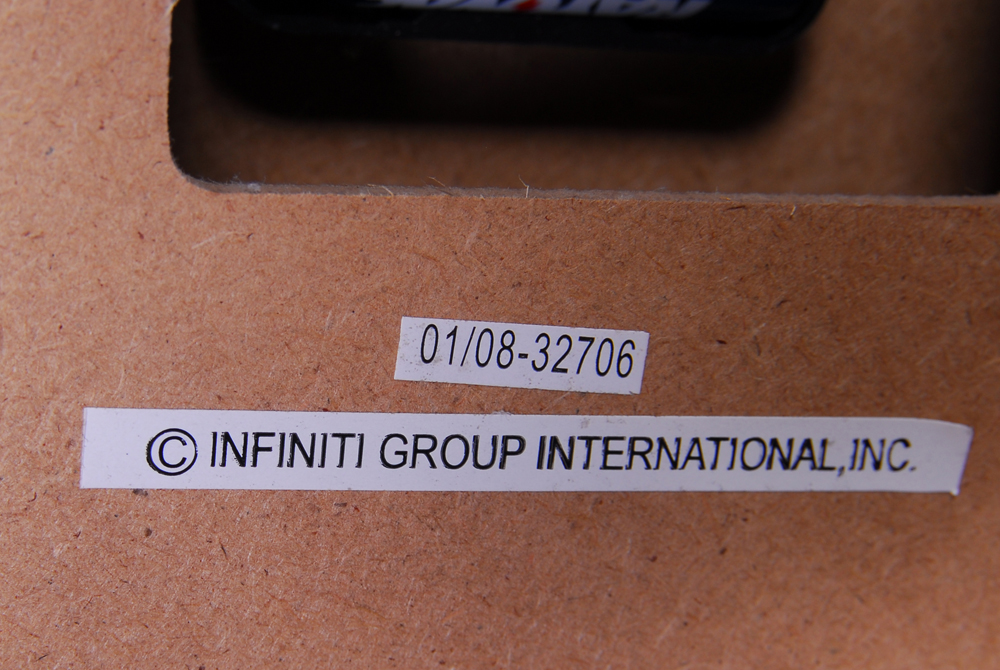 01/08-32706
© INFINITI GROUP INTERNATIONAL,INC.